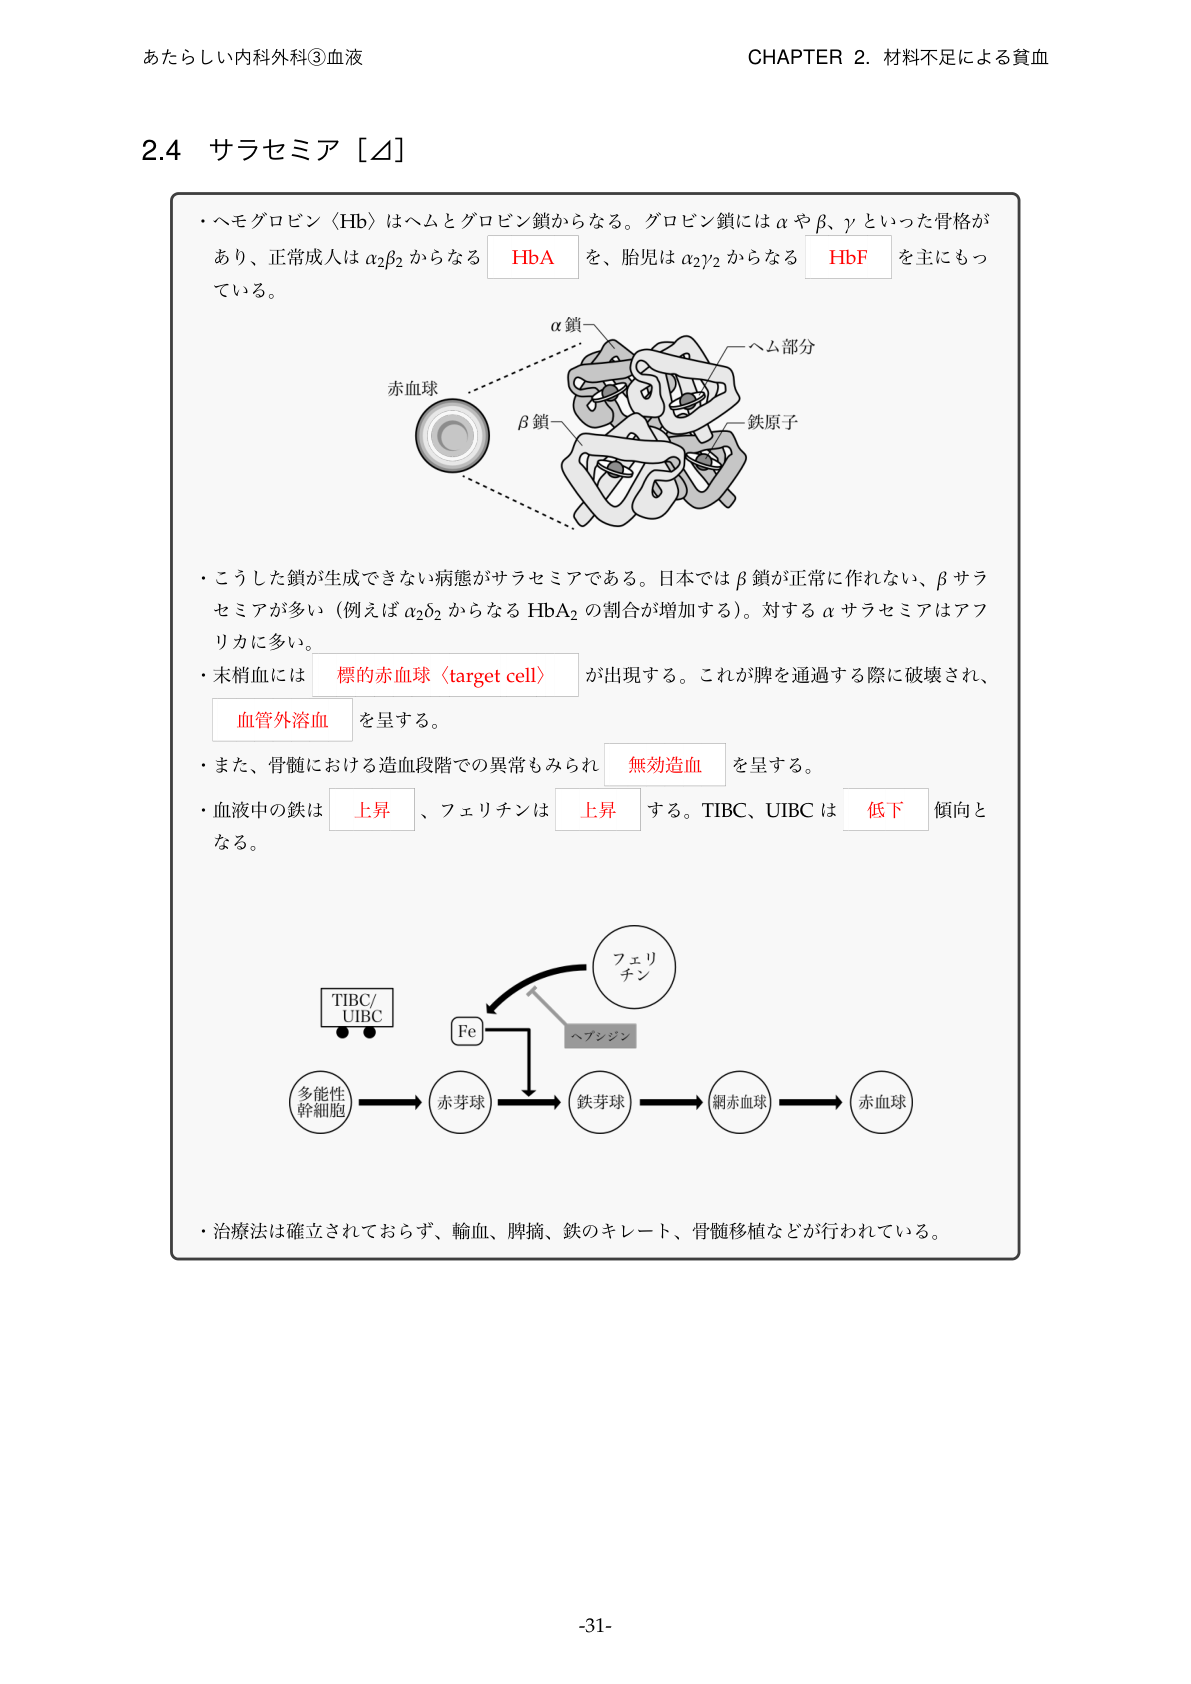 あたらしい内科外科③血液
CHAPTER 2. 材料不足による貧血
2.4 サラセミア［⊿］
・ヘモグロビン〈Hb〉はヘムとグロビン鎖からなる。グロビン鎖には α や β、γ といった骨格が
あり、正常成人は α₂β₂ からなる HbA を、胎児は α₂γ₂ からなる HbF を主にもっ
ている。
α 鎖
ヘム部分
赤血球
β 鎖
鉄原子
・こうした鎖が生成できない病態がサラセミアである。日本では β 鎖が正常に作れない、β サラ
セミアが多い（例えば α₂δ₂ からなる HbA₂ の割合が増加する）。対する α サラセミアはアフ
リカに多い。
・末梢血には 標的赤血球〈target cell〉 が出現する。これが脾を通過する際に破壊され、
血管外溶血 を呈する。
・また、骨髄における造血段階での異常もみられ 無効造血 を呈する。
・血液中の鉄は 上昇 、フェリチンは 上昇 する。TIBC、UIBC は 低下 傾向と
なる。
フェリ
チン
TIBC/
UIBC
Fe
ヘプシジン
多能性
幹細胞
赤芽球
鉄芽球
網赤血球
赤血球
・治療法は確立されておらず、輸血、脾摘、鉄のキレート、骨髄移植などが行われている。
-31-